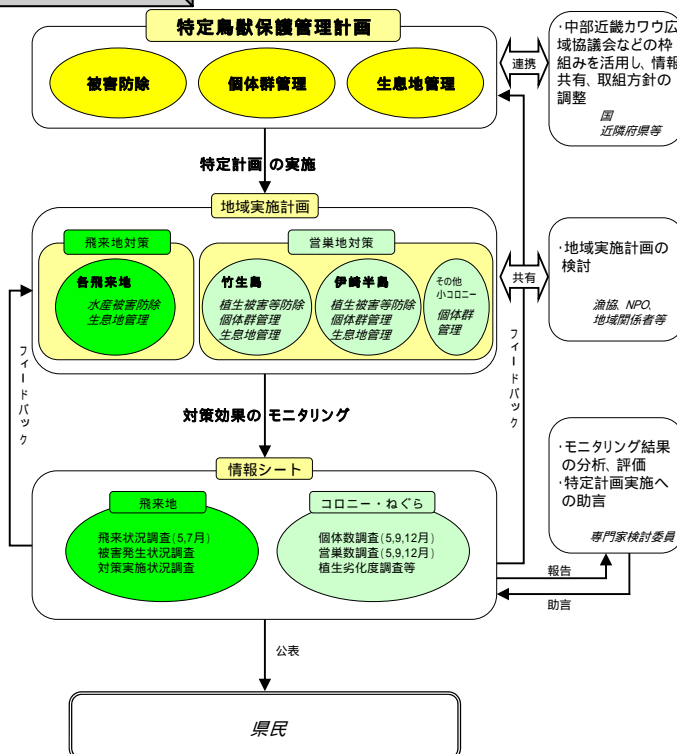 特定鳥獣保護管理計画
被害防除
個体群管理
生息地管理
連携
・中部近畿カワウ広
域協議会などの枠
組みを活用し、情報
共有、取組方針の
調整
国
近隣府県等
特定計画 の実施
地域実施計画
飛来地対策
各飛来地
水産被害防除
生息地管理
営巣地対策
竹生島
植生被害等防除
個体群管理
生息地管理
伊崎半島
植生被害等防除
個体群管理
生息地管理
その他
小コロニー
個体群
管理
共有
・地域実施計画の
検討
漁協、NPO、
地域関係者等
フィードバック
フィードバック
対策効果の モニタリング
情報シート
飛来地
飛来状況調査(5,7月)
被害発生状況調査
対策実施状況調査
コロニー・ねぐら
個体数調査(5,9,12月)
営巣数調査(5,9,12月)
植生劣化度調査等
・モニタリング結果
の分析、評価
・特定計画実施へ
の助言
専門家検討委員
報告
助言
公表
県民